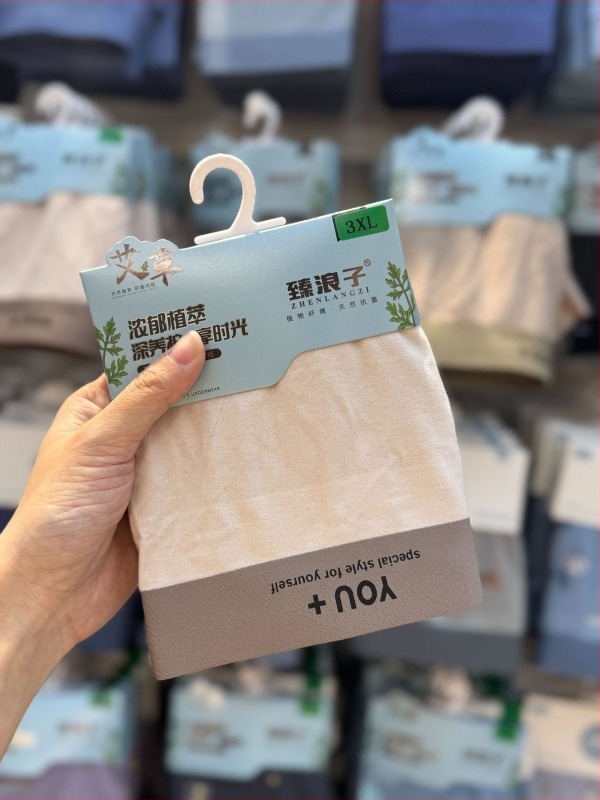 3XL
艾草
臻浪子®
ZHENLANGZI
植物纤维·天然抗菌
浓郁植萃
深养护享时光
UNDERWEAR
YOU +
special style for yourself